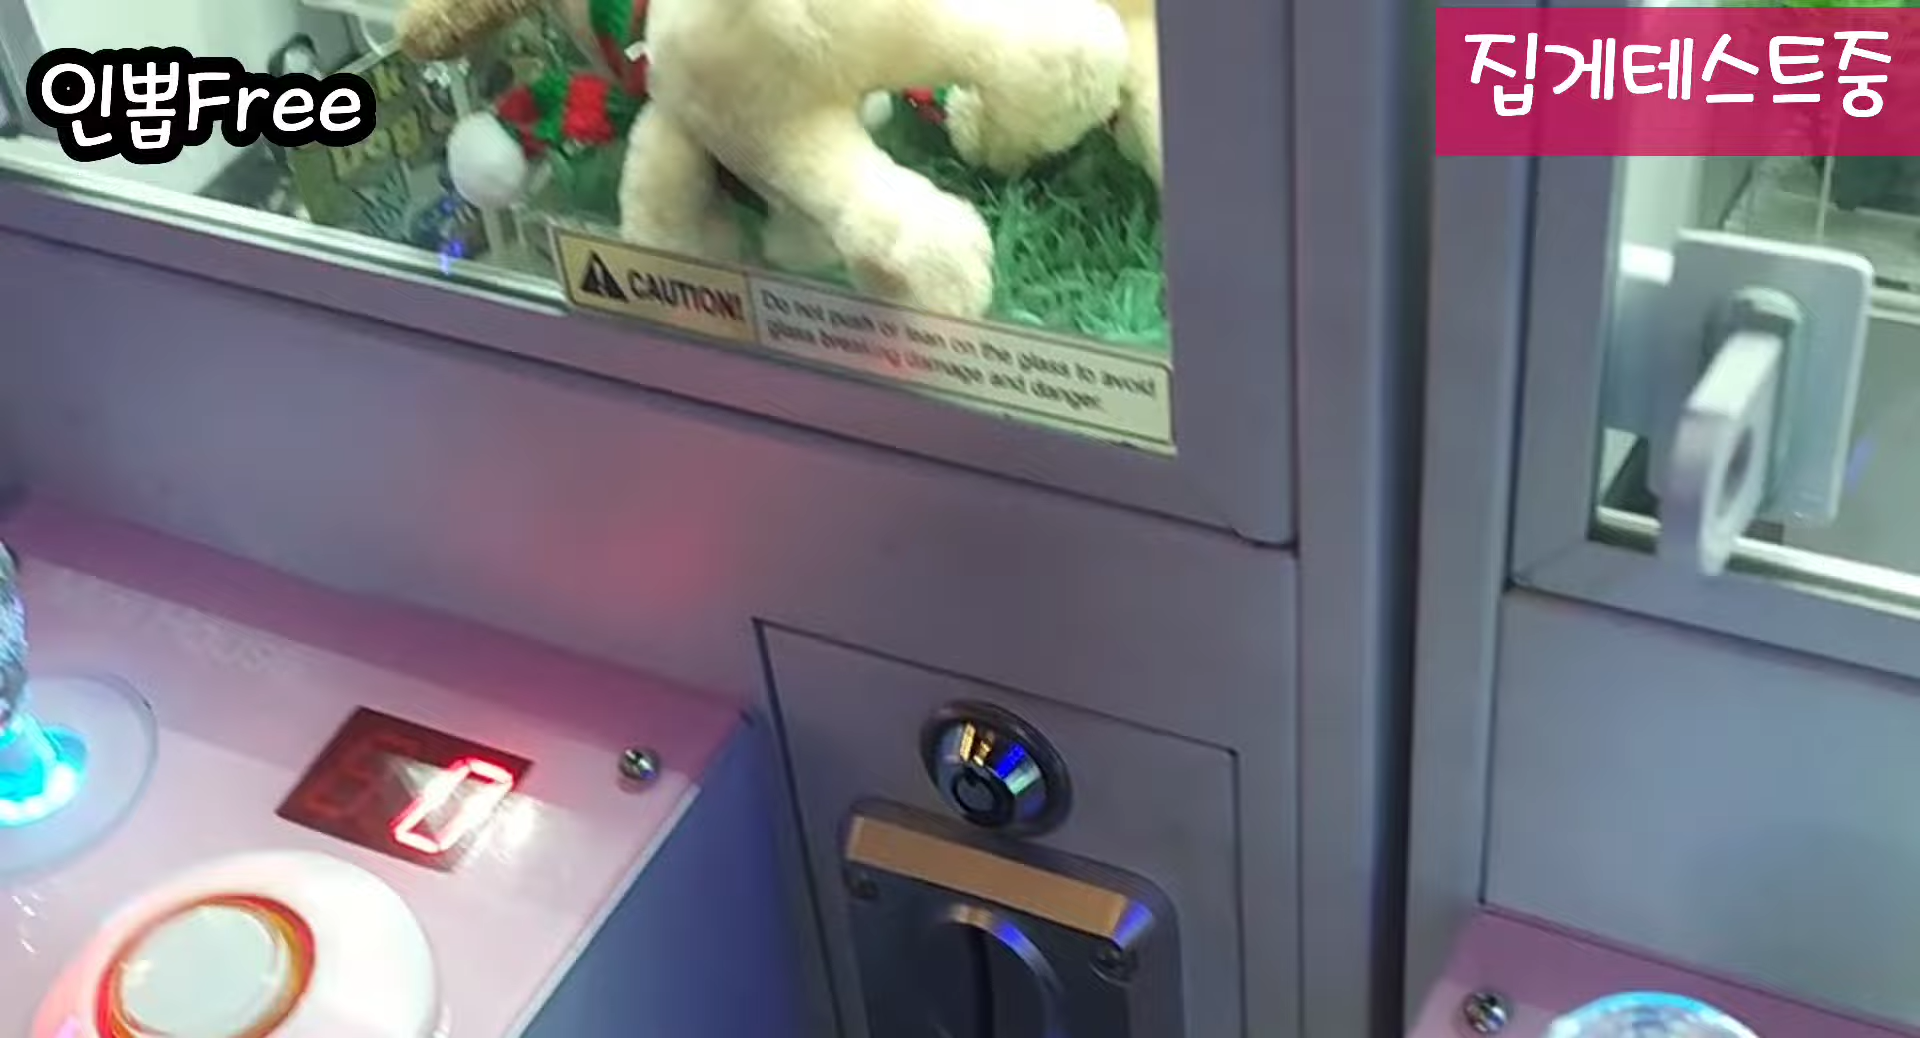 인뽑Free
집게테스트중
CAUTION!
Do not push or lean on the glass to avoid
glass breaking damage and danger.
0